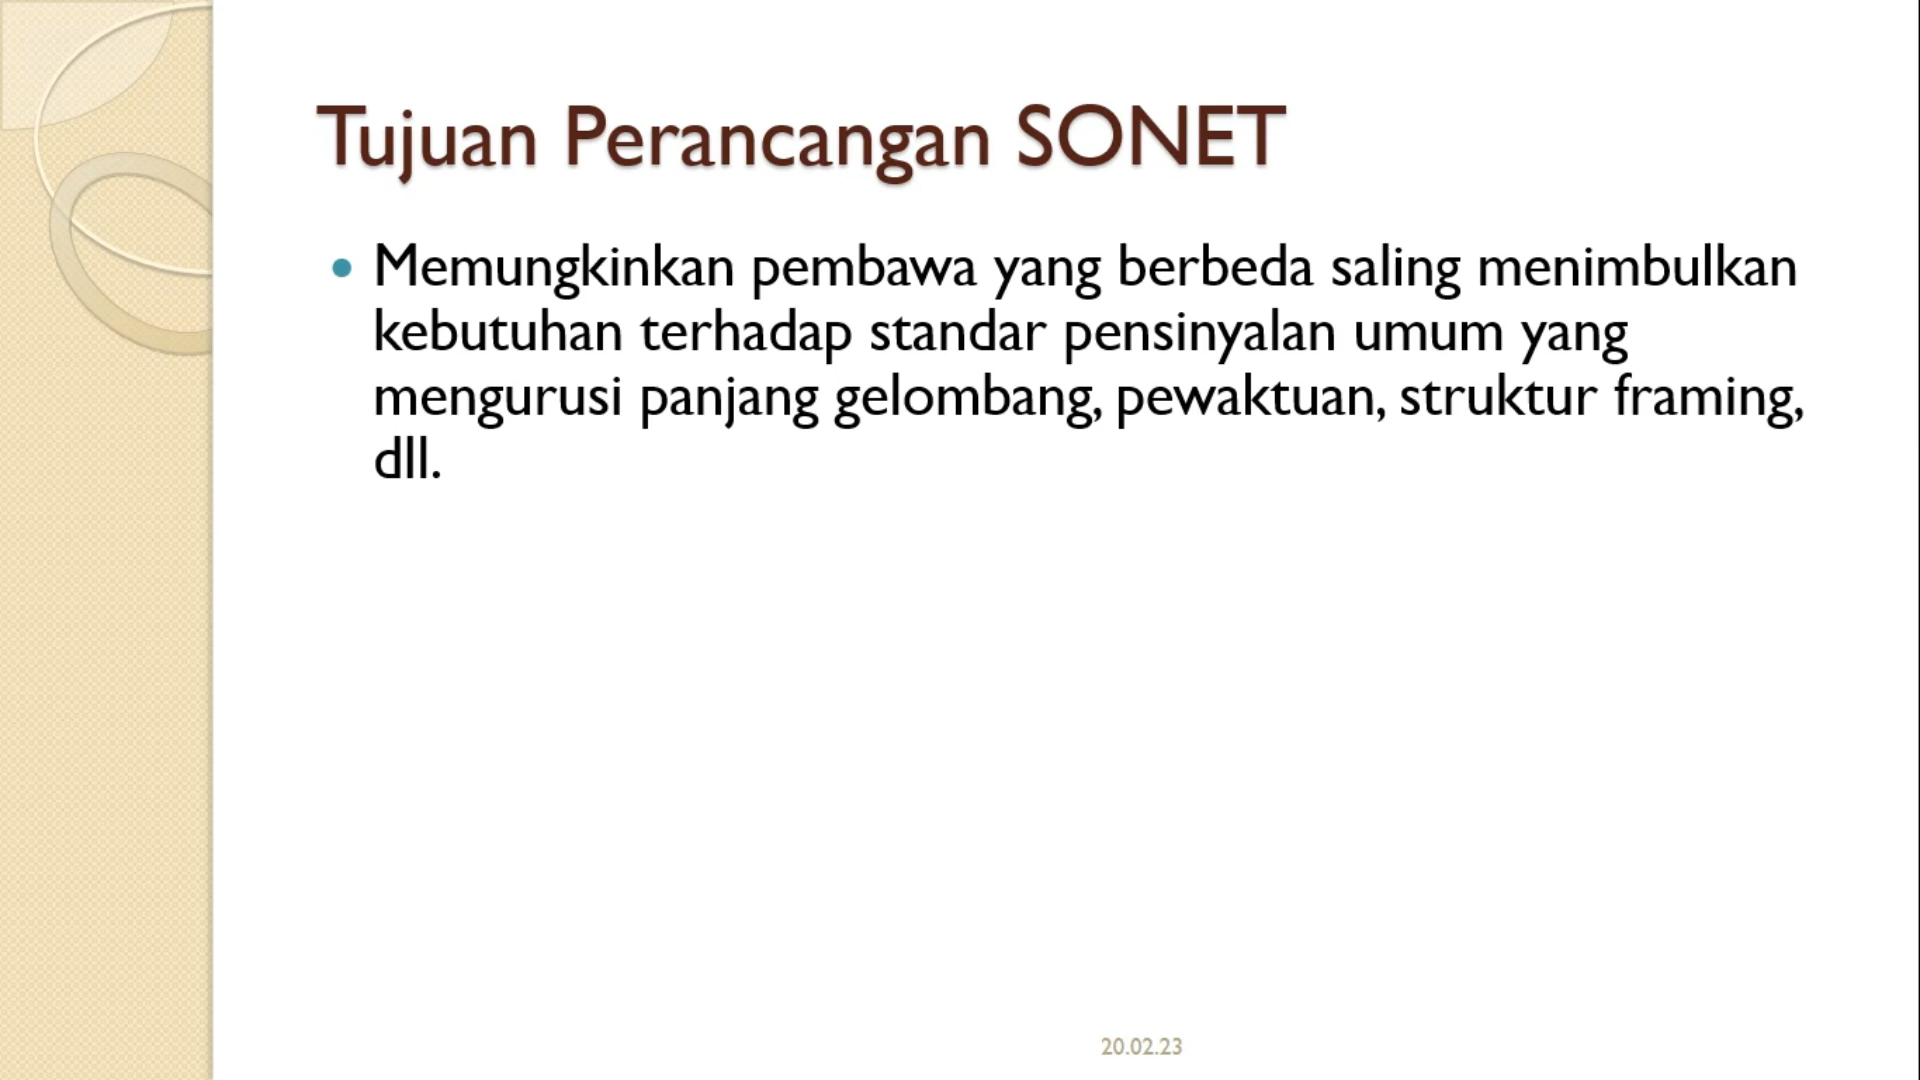 Tujuan Perancangan SONET
• Memungkinkan pembawa yang berbeda saling menimbulkan
kebutuhan terhadap standar pensinyalan umum yang
mengurusi panjang gelombang, pewaktuan, struktur framing,
dll.
20.02.23